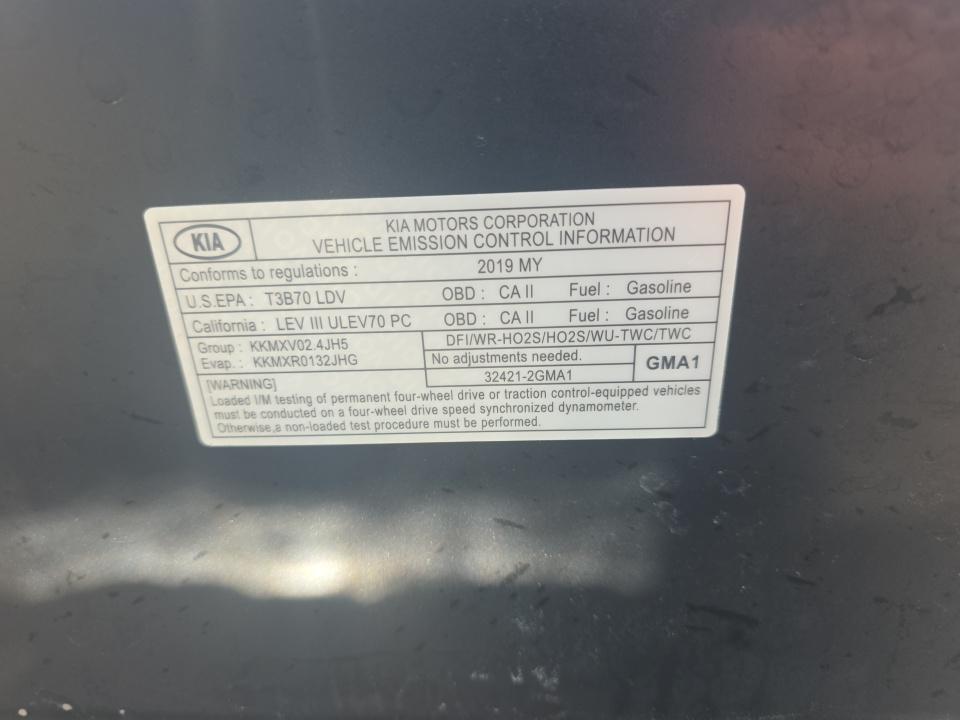 KIA
KIA MOTORS CORPORATION
VEHICLE EMISSION CONTROL INFORMATION
Conforms to regulations : 2019 MY
U.S.EPA : T3B70 LDV OBD : CA II Fuel : Gasoline
California : LEV III ULEV70 PC OBD : CA II Fuel : Gasoline
Group : KKMXV02.4JH5
Evap. : KKMXR0132JHG
DFI/WR-HO2S/HO2S/WU-TWC/TWC
No adjustments needed.
32421-2GMA1
GMA1
[WARNING]
Loaded I/M testing of permanent four-wheel drive or traction control-equipped vehicles
must be conducted on a four-wheel drive speed synchronized dynamometer.
Otherwise,a non-loaded test procedure must be performed.